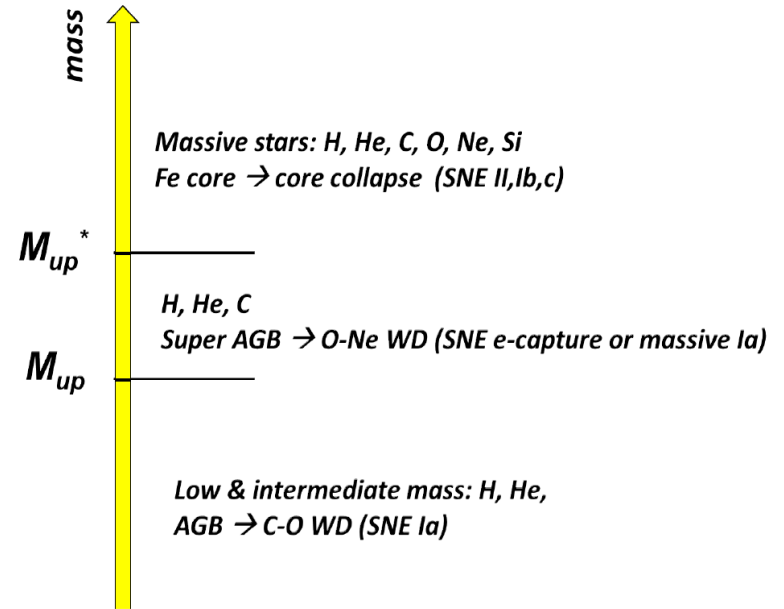 mass
Massive stars: H, He, C, O, Ne, Si
Fe core → core collapse (SNE II,Ib,c)
Mup*
H, He, C
Super AGB → O-Ne WD (SNE e-capture or massive Ia)
Mup
Low & intermediate mass: H, He,
AGB → C-O WD (SNE Ia)